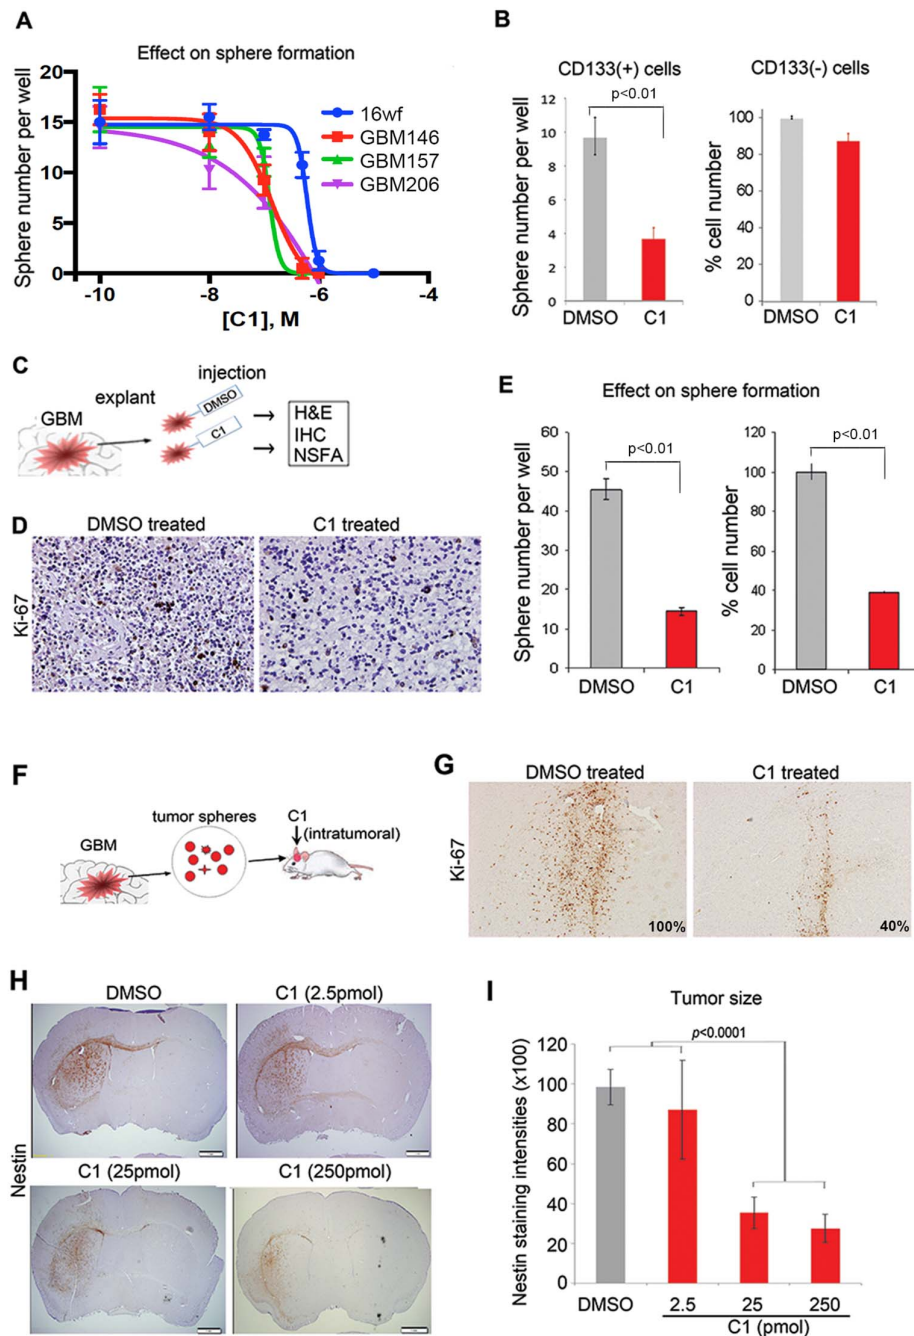 A
Effect on sphere formation
Sphere number per well
20
15
10
5
0
16wf
GBM146
GBM157
GBM206
-10
-8
-6
-4
[C1], M
B
CD133(+) cells
p<0.01
Sphere number per well
12
10
8
6
4
2
0
DMSO
C1
CD133(-) cells
% cell number
100
80
60
40
20
0
DMSO
C1
C
GBM
explant
injection
DMSO
C1
H&E
IHC
NSFA
D
DMSO treated
C1 treated
Ki-67
E
Effect on sphere formation
Sphere number per well
60
50
40
30
20
10
0
p<0.01
DMSO
C1
% cell number
120
100
80
60
40
20
0
p<0.01
DMSO
C1
F
GBM
tumor spheres
C1
(intratumoral)
G
DMSO treated
C1 treated
Ki-67
100%
40%
H
DMSO
C1 (2.5pmol)
Nestin
C1 (25pmol)
C1 (250pmol)
I
Tumor size
p<0.0001
Nestin staining intensities (x100)
120
100
80
60
40
20
0
DMSO
2.5
25
250
C1 (pmol)